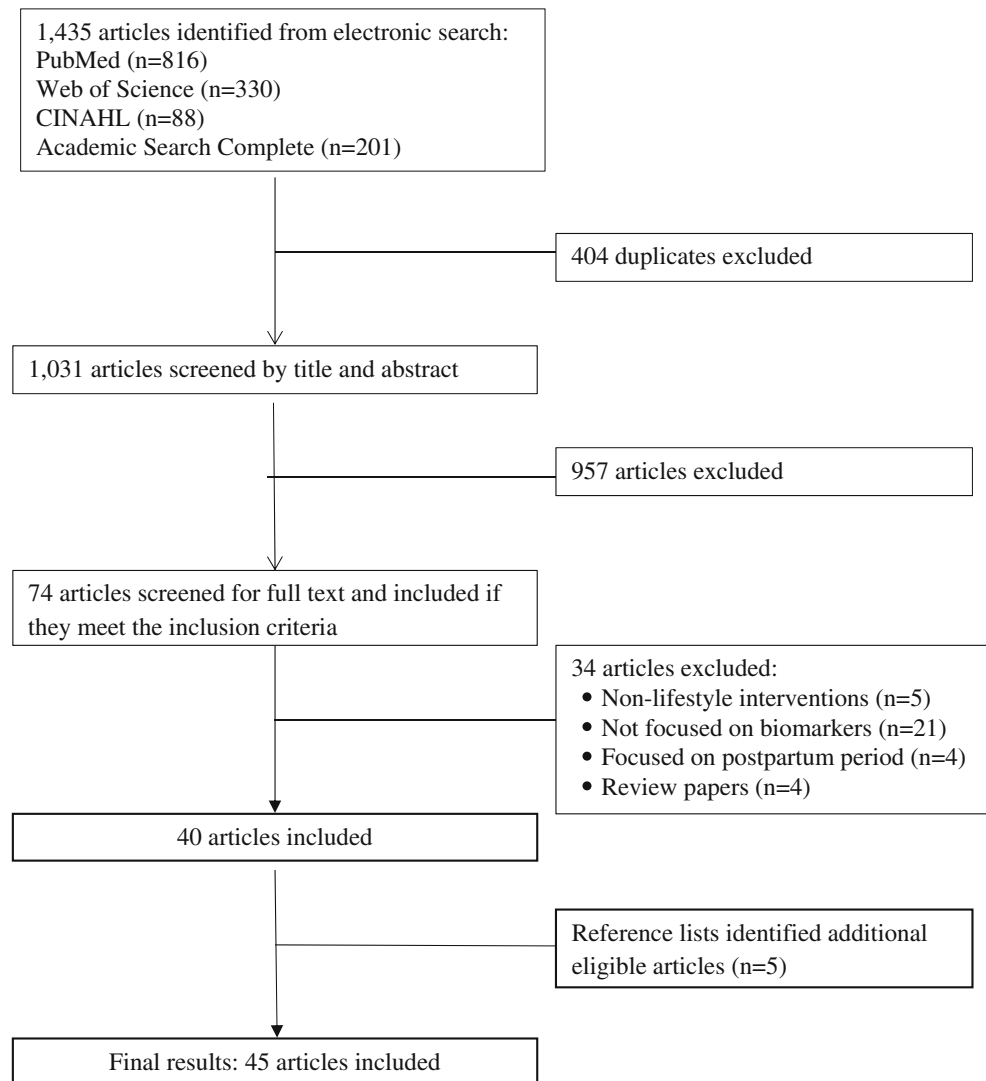 1,435 articles identified from electronic search:
PubMed (n=816)
Web of Science (n=330)
CINAHL (n=88)
Academic Search Complete (n=201)
404 duplicates excluded
1,031 articles screened by title and abstract
957 articles excluded
74 articles screened for full text and included if
they meet the inclusion criteria
34 articles excluded:
• Non-lifestyle interventions (n=5)
• Not focused on biomarkers (n=21)
• Focused on postpartum period (n=4)
• Review papers (n=4)
40 articles included
Reference lists identified additional
eligible articles (n=5)
Final results: 45 articles included